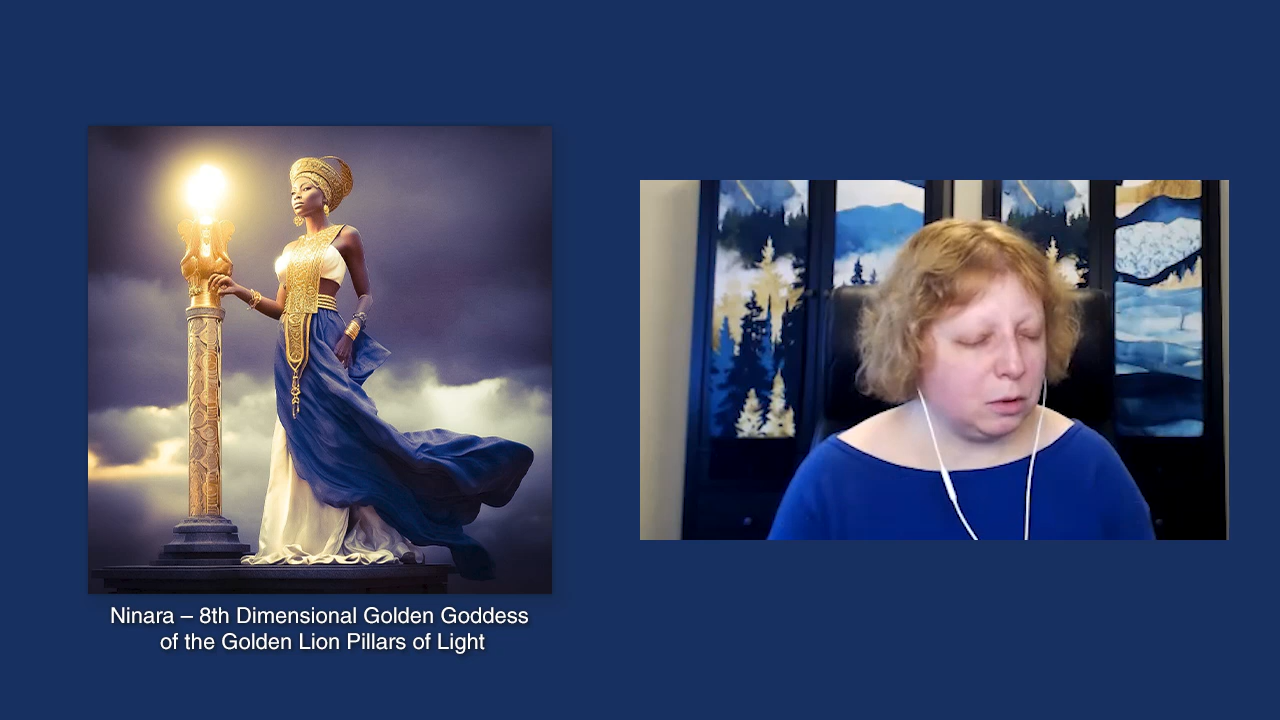 Ninara – 8th Dimensional Golden Goddess
of the Golden Lion Pillars of Light